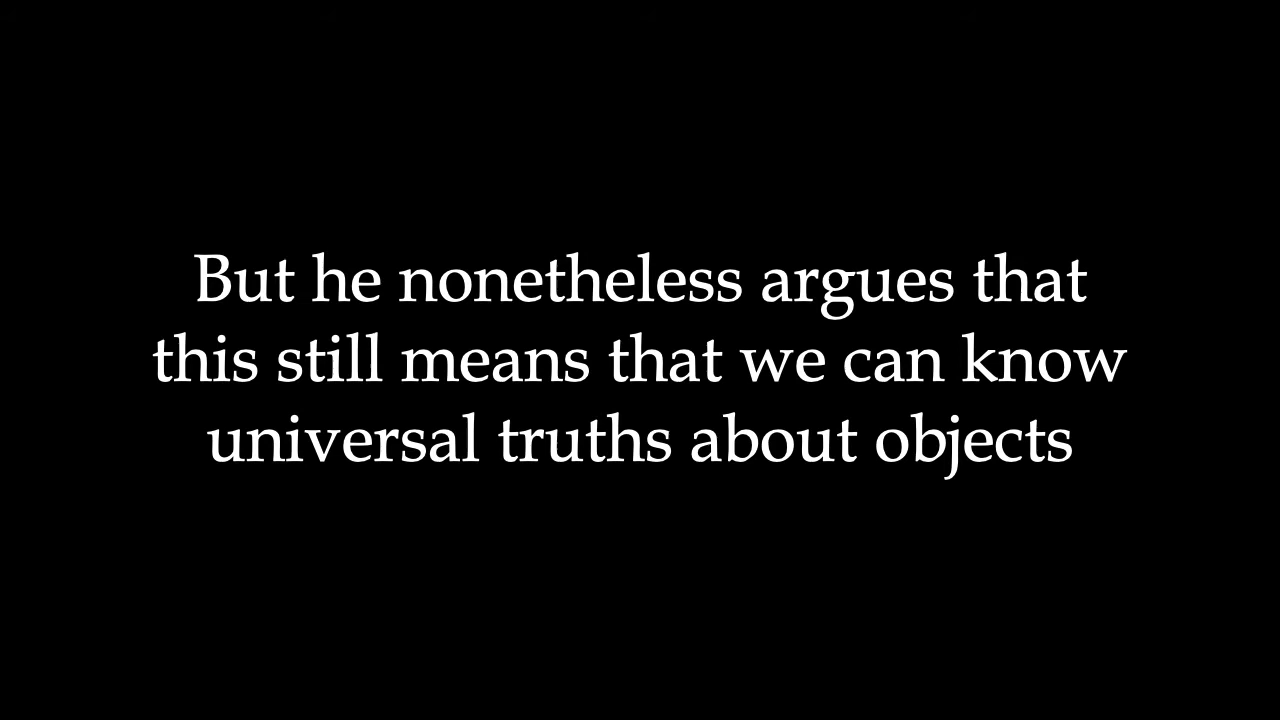 But he nonetheless argues that
this still means that we can know
universal truths about objects